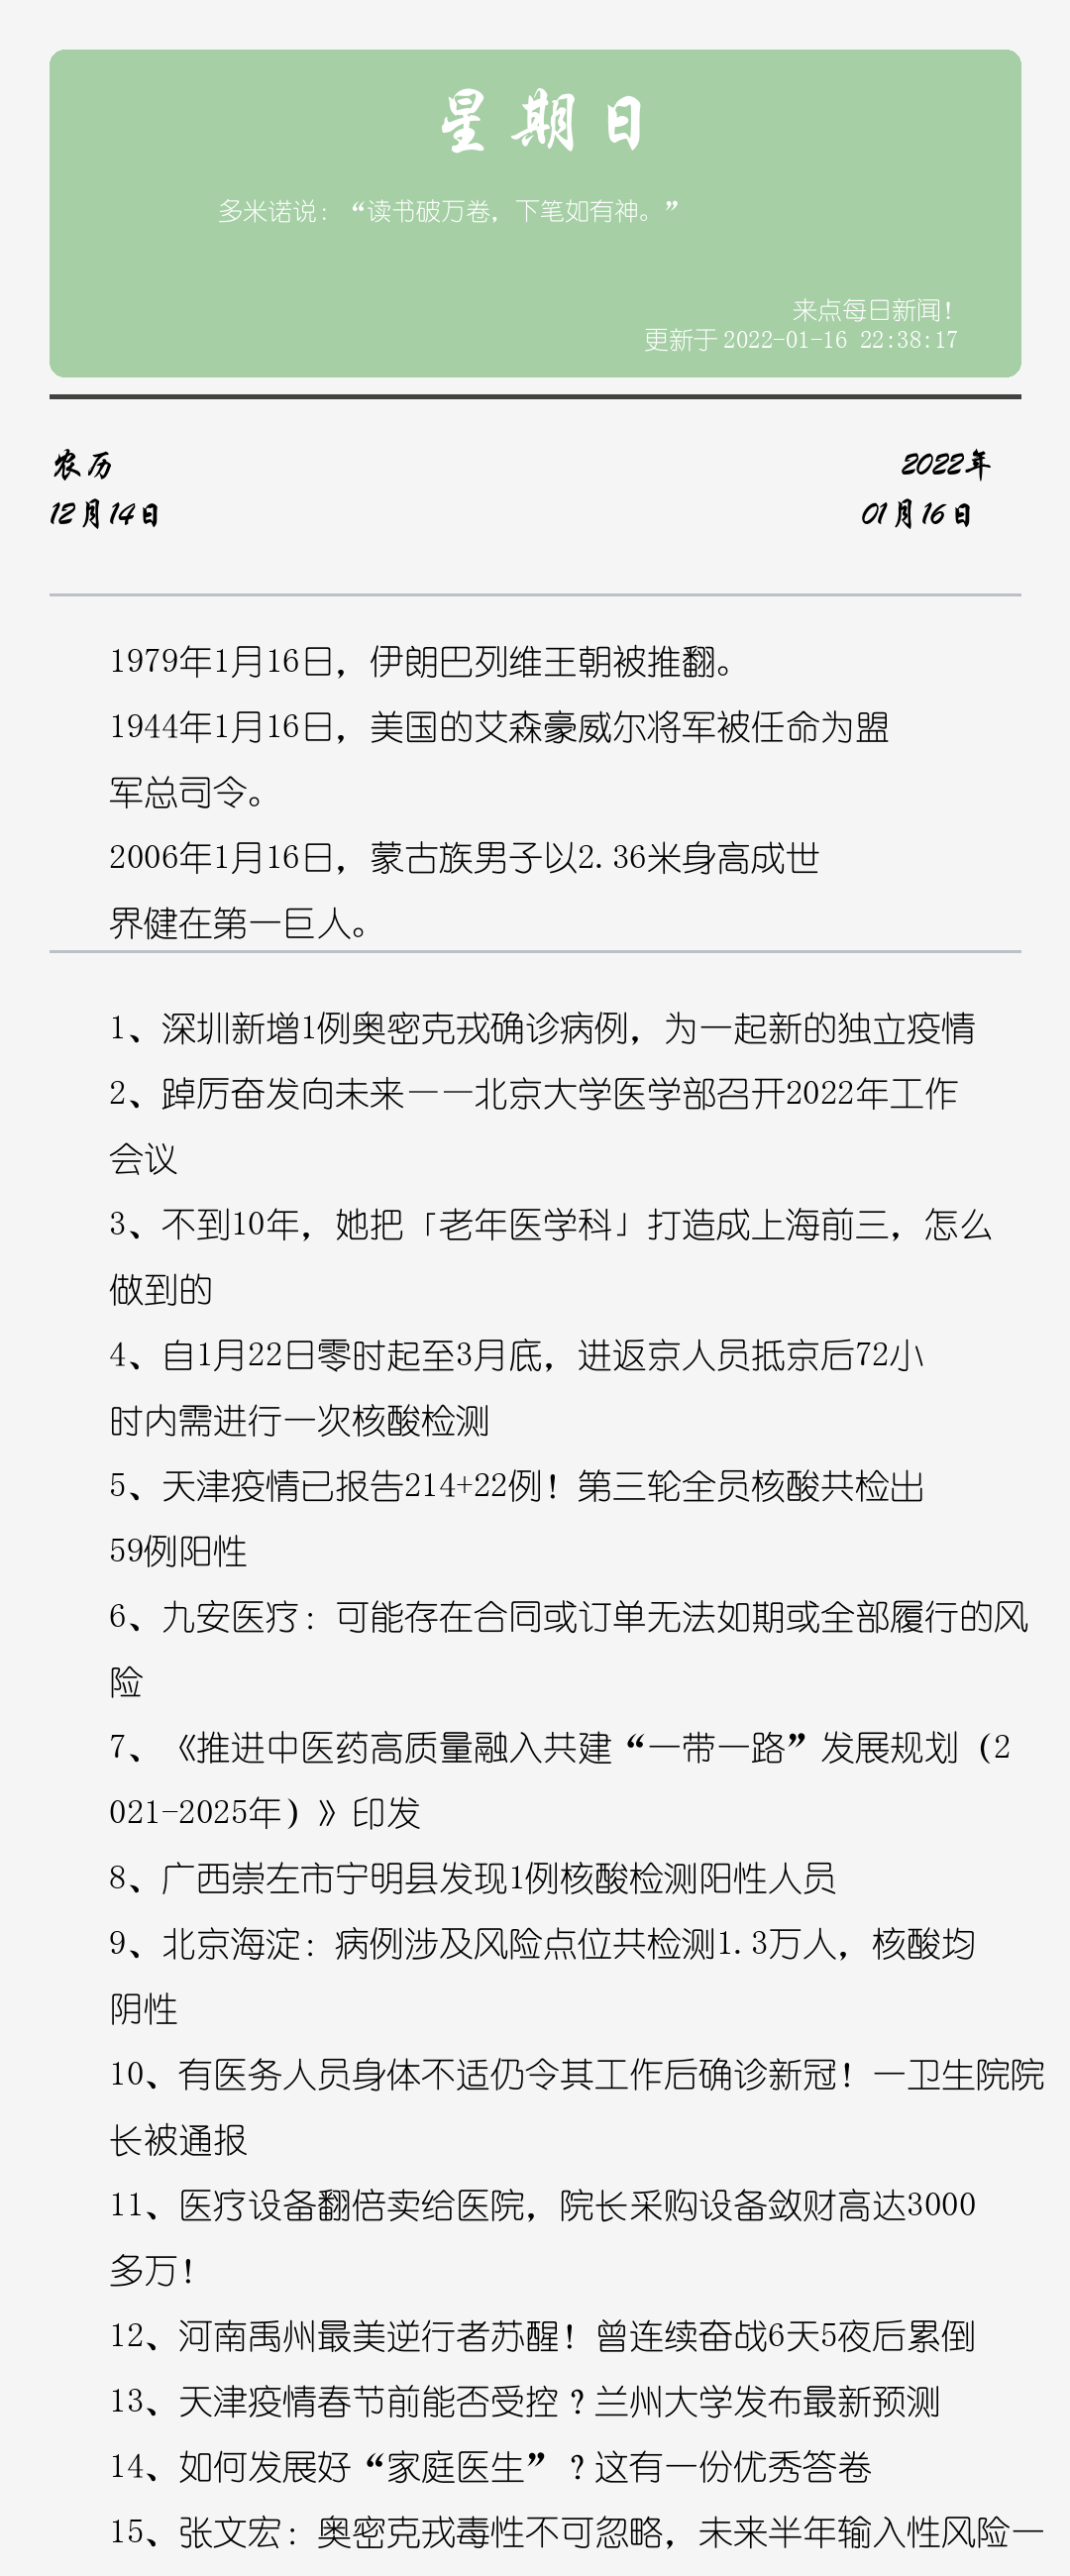 星期日
多米诺说：“读书破万卷，下笔如有神。”
来点每日新闻！
更新于 2022-01-16 22:38:17
农历
2022年
12月14日
01月16日
1979年1月16日，伊朗巴列维王朝被推翻。
1944年1月16日，美国的艾森豪威尔将军被任命为盟
军总司令。
2006年1月16日，蒙古族男子以2.36米身高成世
界健在第一巨人。
1、深圳新增1例奥密克戎确诊病例，为一起新的独立疫情
2、踔厉奋发向未来——北京大学医学部召开2022年工作
会议
3、不到10年，她把「老年医学科」打造成上海前三，怎么
做到的
4、自1月22日零时起至3月底，进返京人员抵京后72小
时内需进行一次核酸检测
5、天津疫情已报告214+22例！第三轮全员核酸共检出
59例阳性
6、九安医疗：可能存在合同或订单无法如期或全部履行的风
险
7、《推进中医药高质量融入共建“一带一路”发展规划（2
021-2025年）》印发
8、广西崇左市宁明县发现1例核酸检测阳性人员
9、北京海淀：病例涉及风险点位共检测1.3万人，核酸均
阴性
10、有医务人员身体不适仍令其工作后确诊新冠！一卫生院院
长被通报
11、医疗设备翻倍卖给医院，院长采购设备敛财高达3000
多万！
12、河南禹州最美逆行者苏醒！曾连续奋战6天5夜后累倒
13、天津疫情春节前能否受控？兰州大学发布最新预测
14、如何发展好“家庭医生”？这有一份优秀答卷
15、张文宏：奥密克戎毒性不可忽略，未来半年输入性风险一